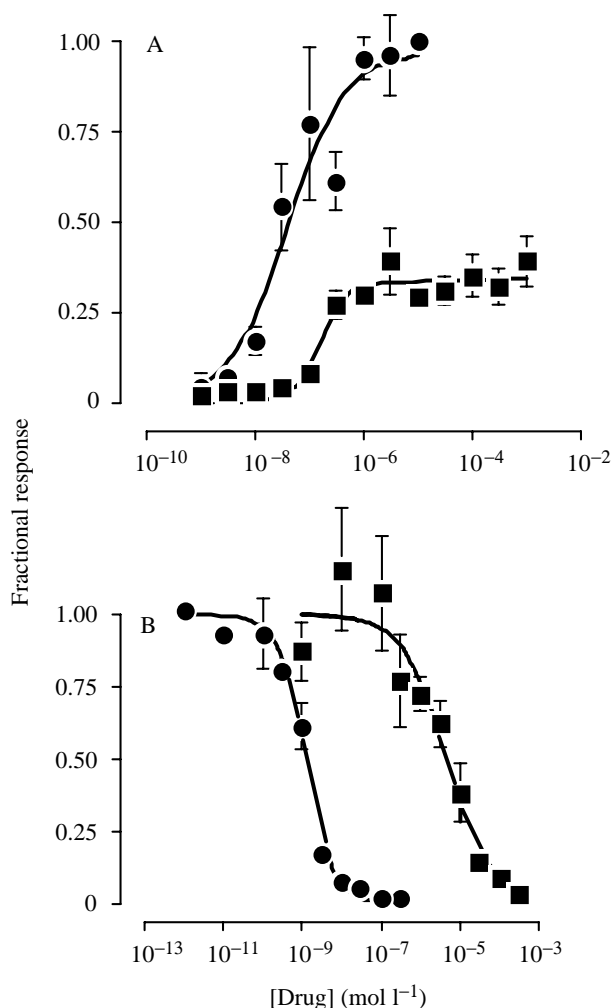 Fractional response
A
1.00
0.75
0.50
0.25
0
10⁻¹⁰ 10⁻⁸ 10⁻⁶ 10⁻⁴ 10⁻²
B
1.00
0.75
0.50
0.25
0
10⁻¹³ 10⁻¹¹ 10⁻⁹ 10⁻⁷ 10⁻⁵ 10⁻³
[Drug] (mol l⁻¹)